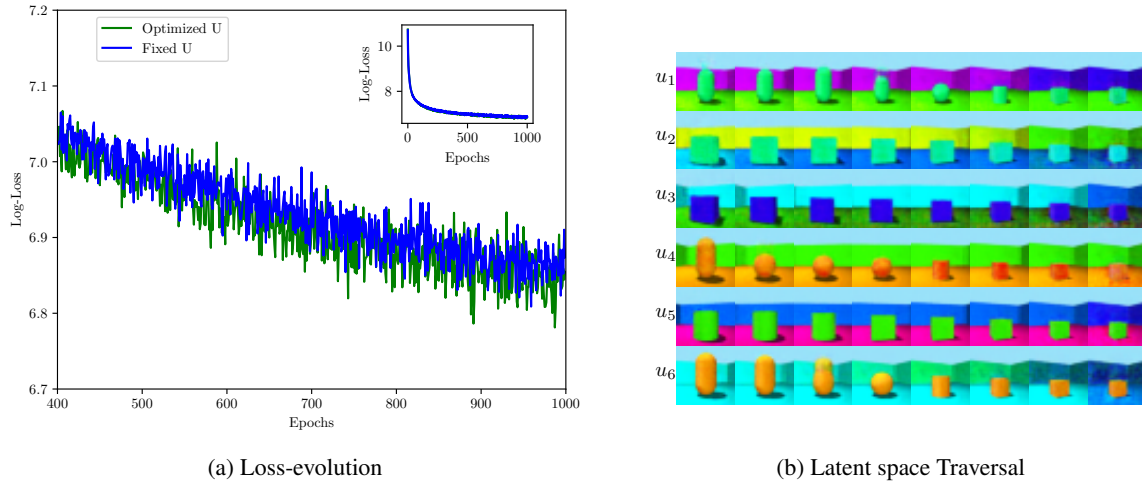 7.2
7.1
7.0
6.9
6.8
6.7
Log-Loss
400 500 600 700 800 900 1000
Epochs
Optimized U
Fixed U
10
8
Log-Loss
0 500 1000
Epochs
(a) Loss-evolution
u1
u2
u3
u4
u5
u6
(b) Latent space Traversal